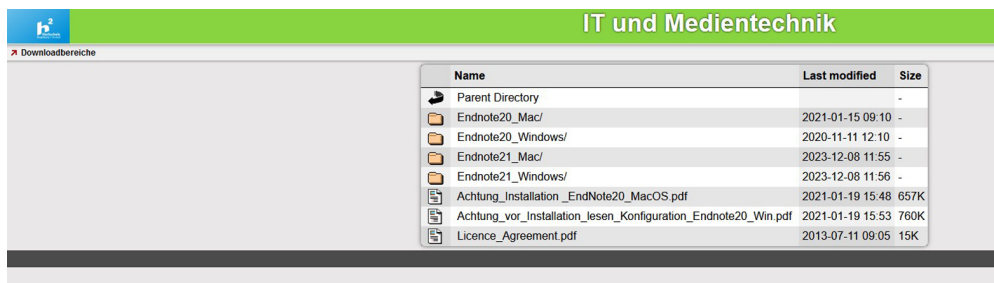 h²
IT und Medientechnik
Downloadbereiche
Name Last modified Size
Parent Directory -
Endnote20_Mac/ 2021-01-15 09:10 -
Endnote20_Windows/ 2020-11-11 12:10 -
Endnote21_Mac/ 2023-12-08 11:55 -
Endnote21_Windows/ 2023-12-08 11:56 -
Achtung_Installation _EndNote20_MacOS.pdf 2021-01-19 15:48 657K
Achtung_vor_Installation_lesen_Konfiguration_Endnote20_Win.pdf 2021-01-19 15:53 760K
Licence_Agreement.pdf 2013-07-11 09:05 15K